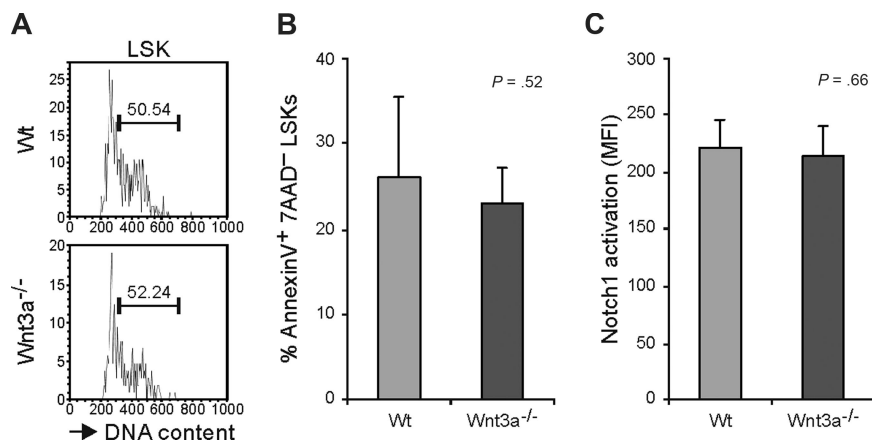 A
LSK
Wt
25
20
15
10
5
0
50.54
0 200 400 600 800 1000
Wnt3a-/-
20
15
10
5
0
52.24
0 200 400 600 800 1000
DNA content
B
% AnnexinV+ 7AAD– LSKs
40
30
20
10
0
P = .52
Wt Wnt3a-/-
C
Notch1 activation (MFI)
300
250
200
150
100
50
0
P = .66
Wt Wnt3a-/-